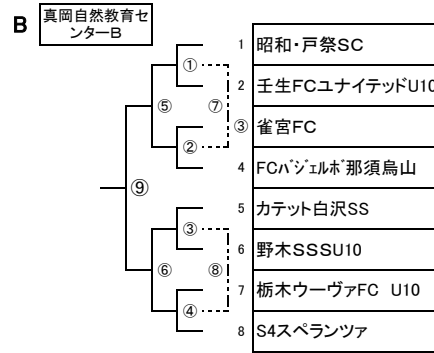 B
真岡自然教育セ
ンターB
1 昭和・戸祭SC
① 2 壬生FCユナイテッドU10
⑤ ⑦ ③ 雀宮FC
② 4 FCバジェルボ那須烏山
⑨
5 カテット白沢SS
③ 6 野木SSSU10
⑥ ⑧ 7 栃木ウーヴァFC U10
④ 8 S4スペランツァ